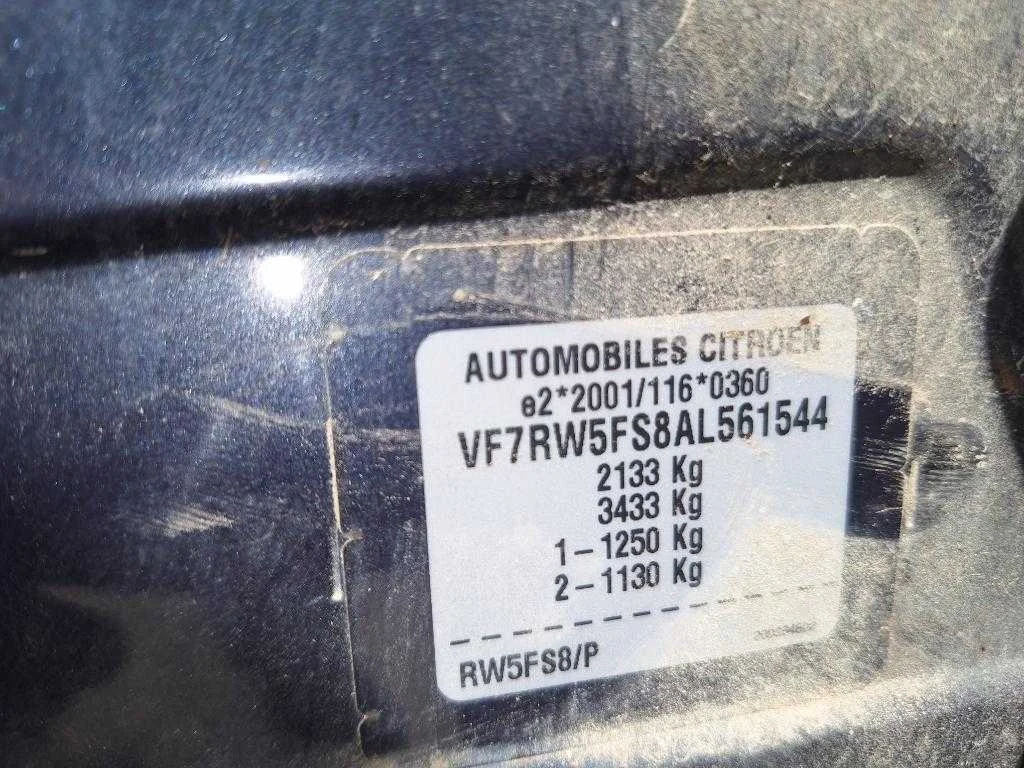 AUTOMOBILES CITROEN
e2*2001/116*0360
VF7RW5FS8AL561544
2133 Kg
3433 Kg
1-1250 Kg
2-1130 Kg
RW5FS8/P